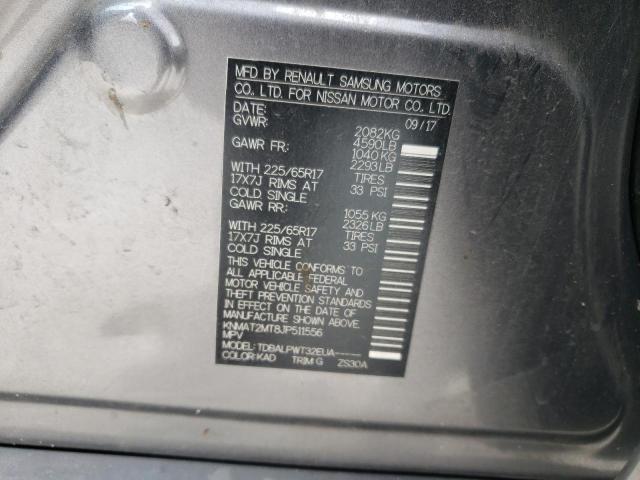 MFD BY RENAULT SAMSUNG MOTORS
CO., LTD. FOR NISSAN MOTOR CO., LTD.
DATE: 09/17
GVWR: 2082KG
4590LB
GAWR FR: 1040KG
2293LB
WITH 225/65R17 TIRES
17X7J RIMS AT 33 PSI
COLD SINGLE
GAWR RR: 1055KG
2326LB
WITH 225/65R17 TIRES
17X7J RIMS AT 33 PSI
COLD SINGLE
THIS VEHICLE CONFORMS TO
ALL APPLICABLE FEDERAL
MOTOR VEHICLE SAFETY AND
THEFT PREVENTION STANDARDS
IN EFFECT ON THE DATE OF
MANUFACTURE SHOWN ABOVE.
KNMAT2MT8JP511556
MPV
MODEL: TDBALPWT32EUA-----
COLOR: KAD TRIM: G ZS30A